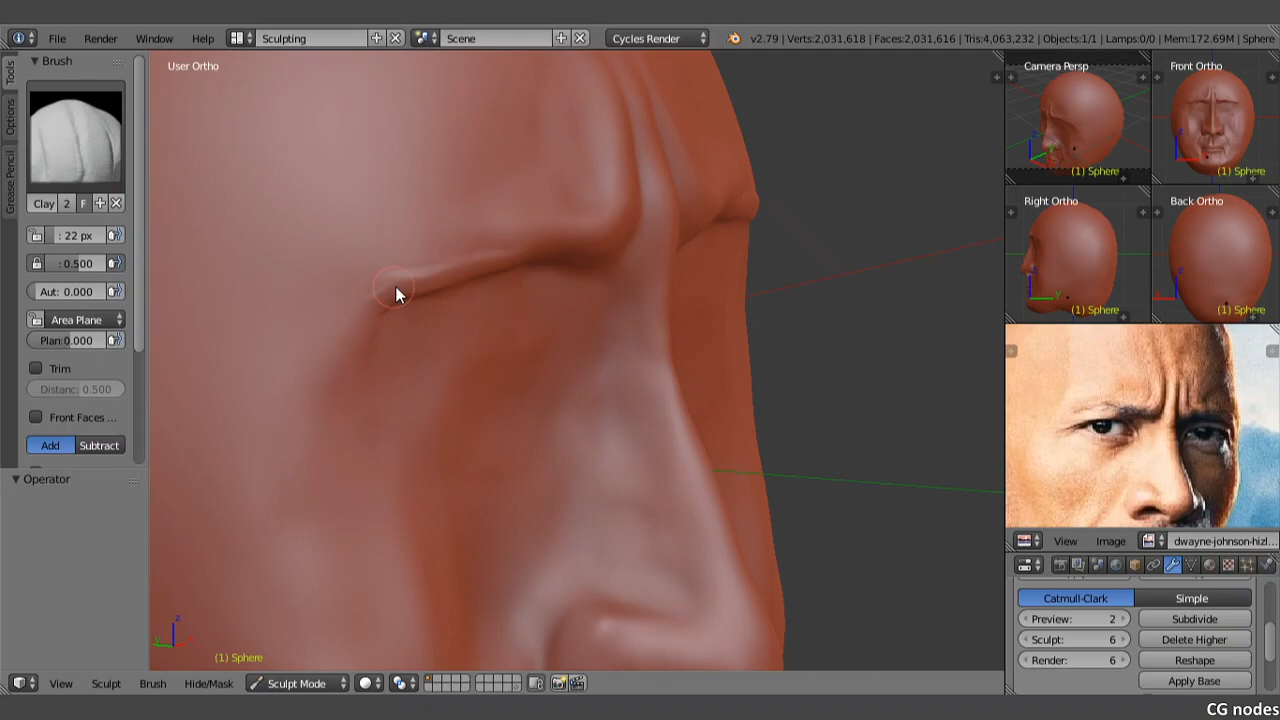 File Render Window Help Sculpting Scene Cycles Render v2.79 | Verts:2,031,618 | Faces:2,031,616 | Tris:4,063,232 | Objects:1/1 | Lamps:0/0 | Mem:172.69M | Sphere
Tools
Options
Grease Pencil
Brush
Clay 2 F
: 22 px
: 0.500
Aut: 0.000
Area Plane
Plan:0.000
Trim
Distanc: 0.500
Front Faces ...
Add Subtract
Operator
User Ortho
z
y
(1) Sphere
Camera Persp
z
y
(1) Sphere
Front Ortho
z
(1) Sphere
Right Ortho
z
y
(1) Sphere
Back Ortho
z
x
(1) Sphere
View Image dwayne-johnson-hizl...
Catmull-Clark Simple
Preview: 2 Subdivide
Sculpt: 6 Delete Higher
Render: 6 Reshape
Apply Base
View Sculpt Brush Hide/Mask Sculpt Mode
CG nodes